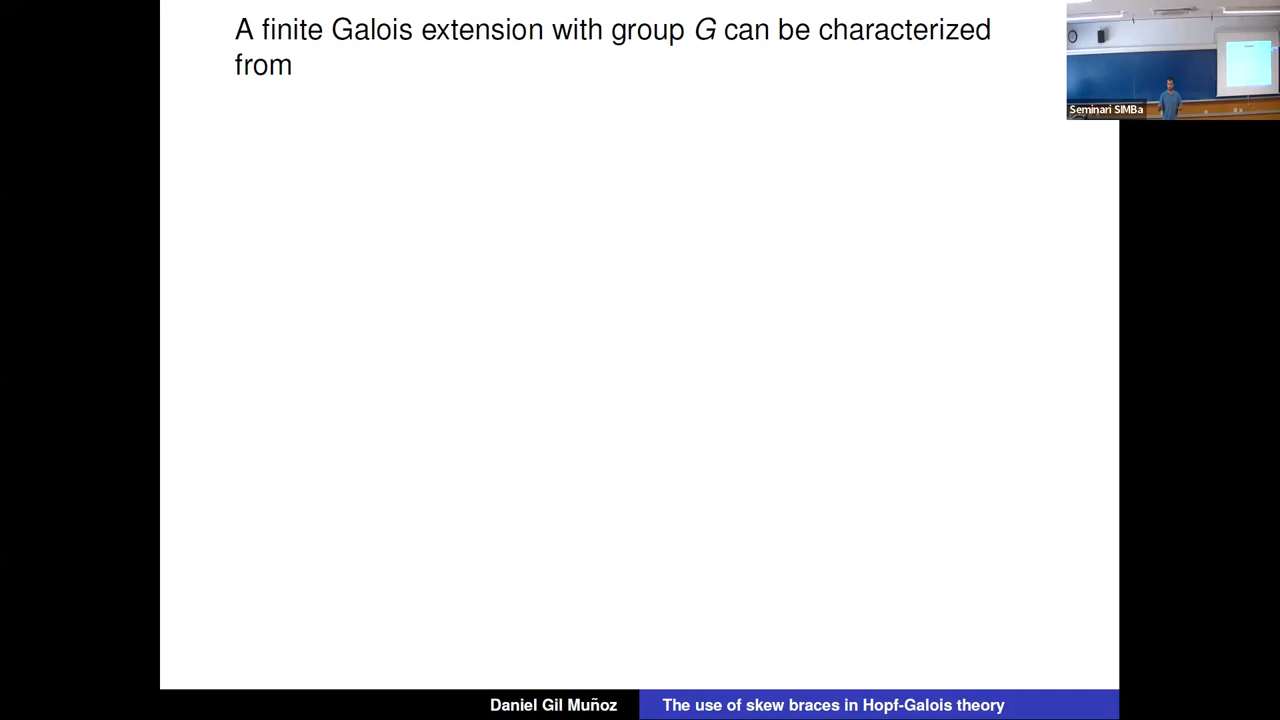 A finite Galois extension with group G can be characterized
from
Seminari SIMBa
Daniel Gil Muñoz
The use of skew braces in Hopf-Galois theory